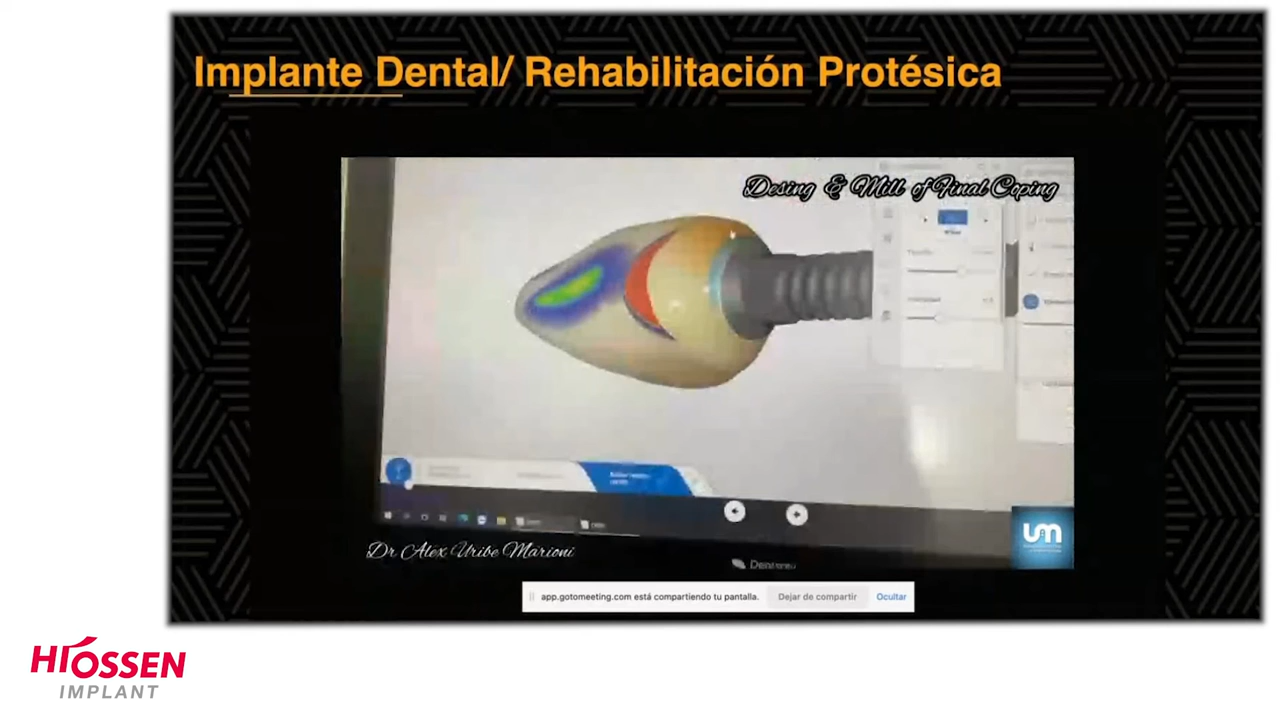 Implante Dental/ Rehabilitación Protésica
Desing & Mill of Final Coping
Dr Alex Uribe Marioni
um
app.gotomeeting.com está compartiendo tu pantalla.
Dejar de compartir
Ocultar
HIOSSEN
IMPLANT